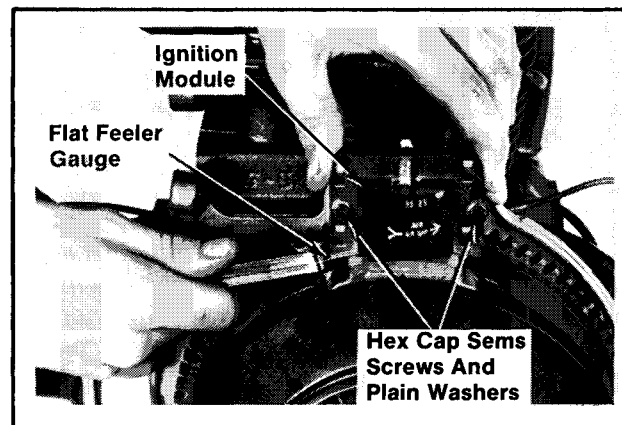 Ignition
Module
Flat Feeler
Gauge
Hex Cap Sems
Screws And
Plain Washers